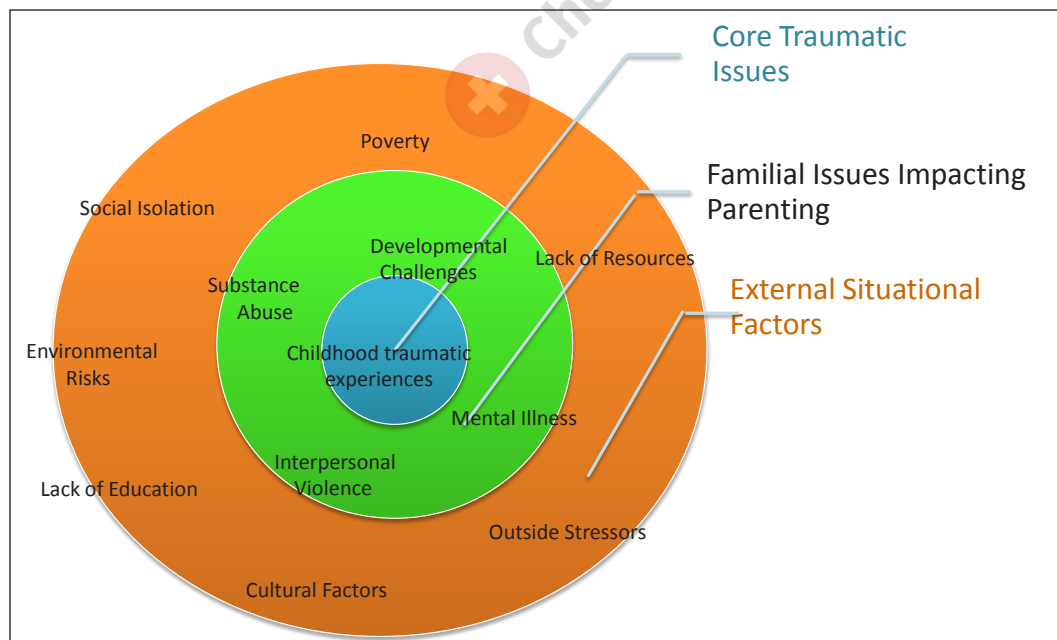 Cha
Core Traumatic
Issues
Poverty
Familial Issues Impacting
Parenting
Social Isolation
Developmental
Challenges
Lack of Resources
Substance
Abuse
External Situational
Factors
Environmental
Risks
Childhood traumatic
experiences
Mental Illness
Interpersonal
Violence
Lack of Education
Outside Stressors
Cultural Factors